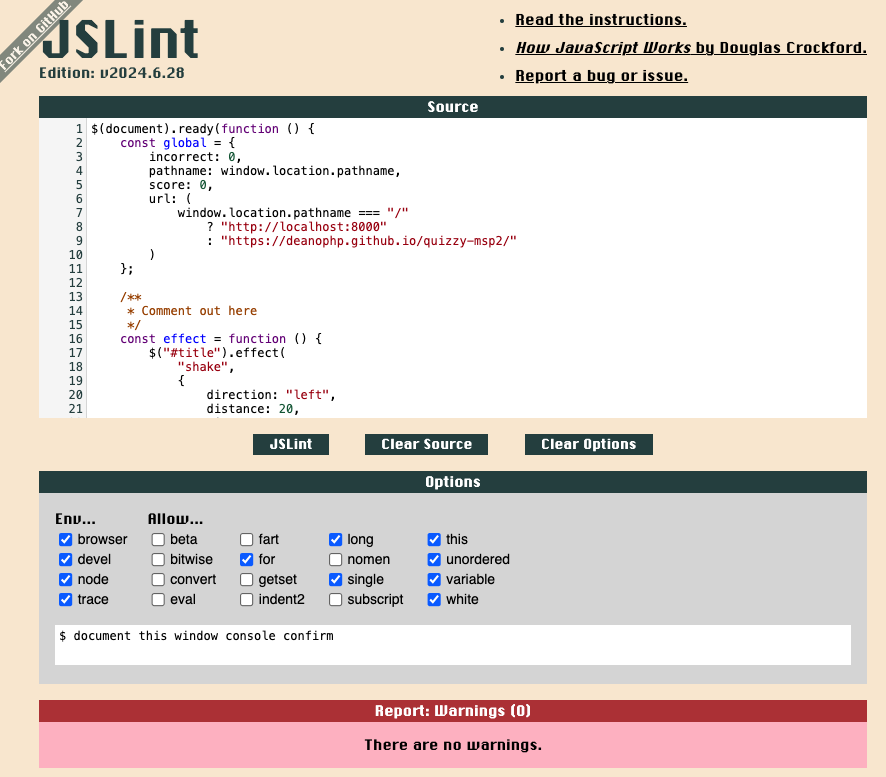 Fork on GitHub
JSLint
Edition: v2024.6.28
• Read the instructions.
• How JavaScript Works by Douglas Crockford.
• Report a bug or issue.
Source
1 $(document).ready(function () {
2     const global = {
3         incorrect: 0,
4         pathname: window.location.pathname,
5         score: 0,
6         url: (
7             window.location.pathname === "/"
8                 ? "http://localhost:8000"
9                 : "https://deanophp.github.io/quizzy-msp2/"
10         )
11     };
12
13     /**
14      * Comment out here
15      */
16     const effect = function () {
17         $("#title").effect(
18             "shake",
19             {
20                 direction: "left",
21                 distance: 20,
JSLint Clear Source Clear Options
Options
Env... Allow...
browser beta fart long this
devel bitwise for nomen unordered
node convert getset single variable
trace eval indent2 subscript white
$ document this window console confirm
Report: Warnings (0)
There are no warnings.